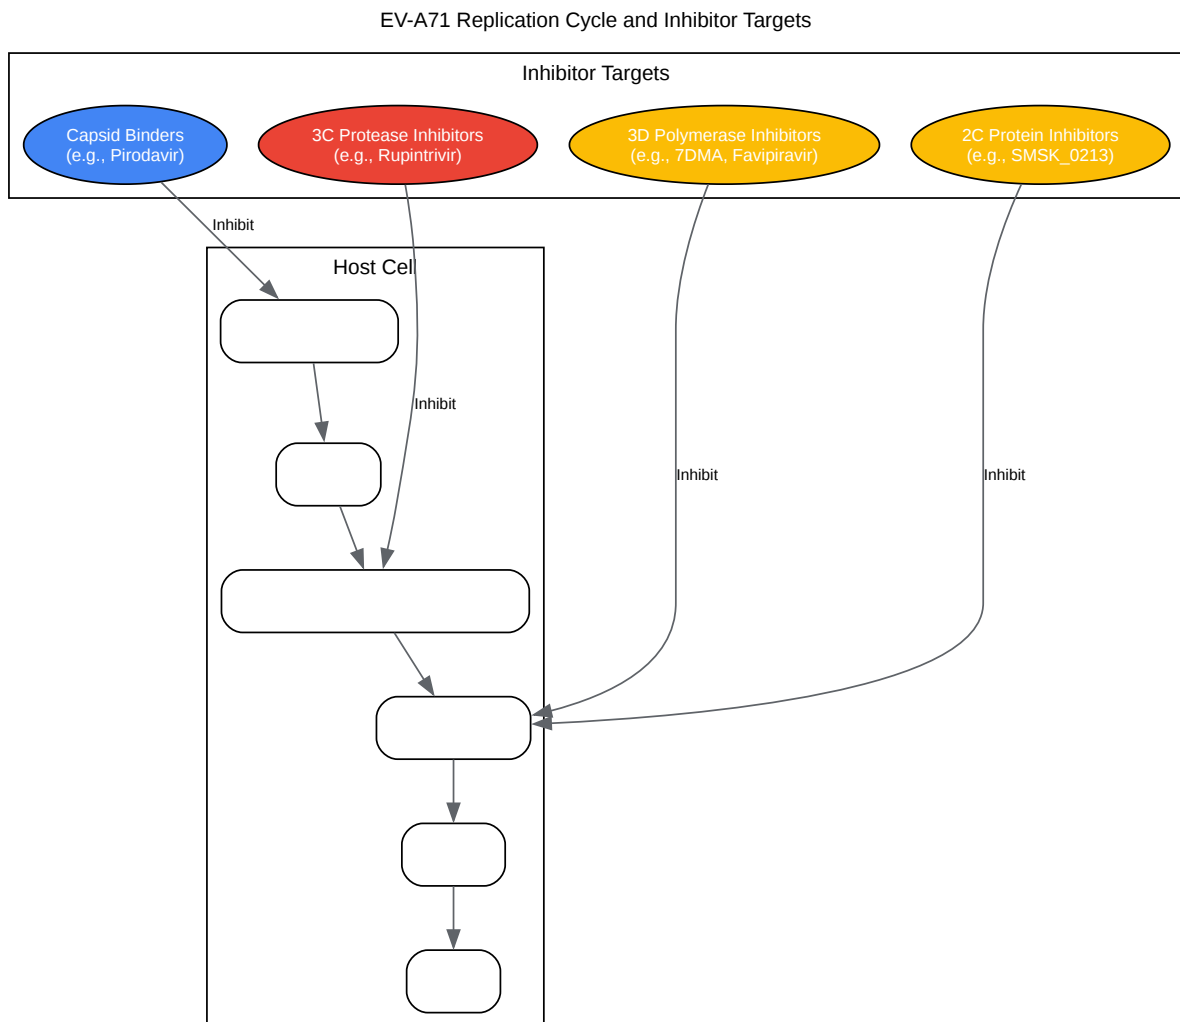 EV-A71 Replication Cycle and Inhibitor Targets
Inhibitor Targets
Capsid Binders
(e.g., Pirodavir)
3C Protease Inhibitors
(e.g., Rupintrivir)
3D Polymerase Inhibitors
(e.g., 7DMA, Favipiravir)
2C Protein Inhibitors
(e.g., SMSK_0213)
Inhibit
Host Cell
Inhibit
Inhibit
Inhibit